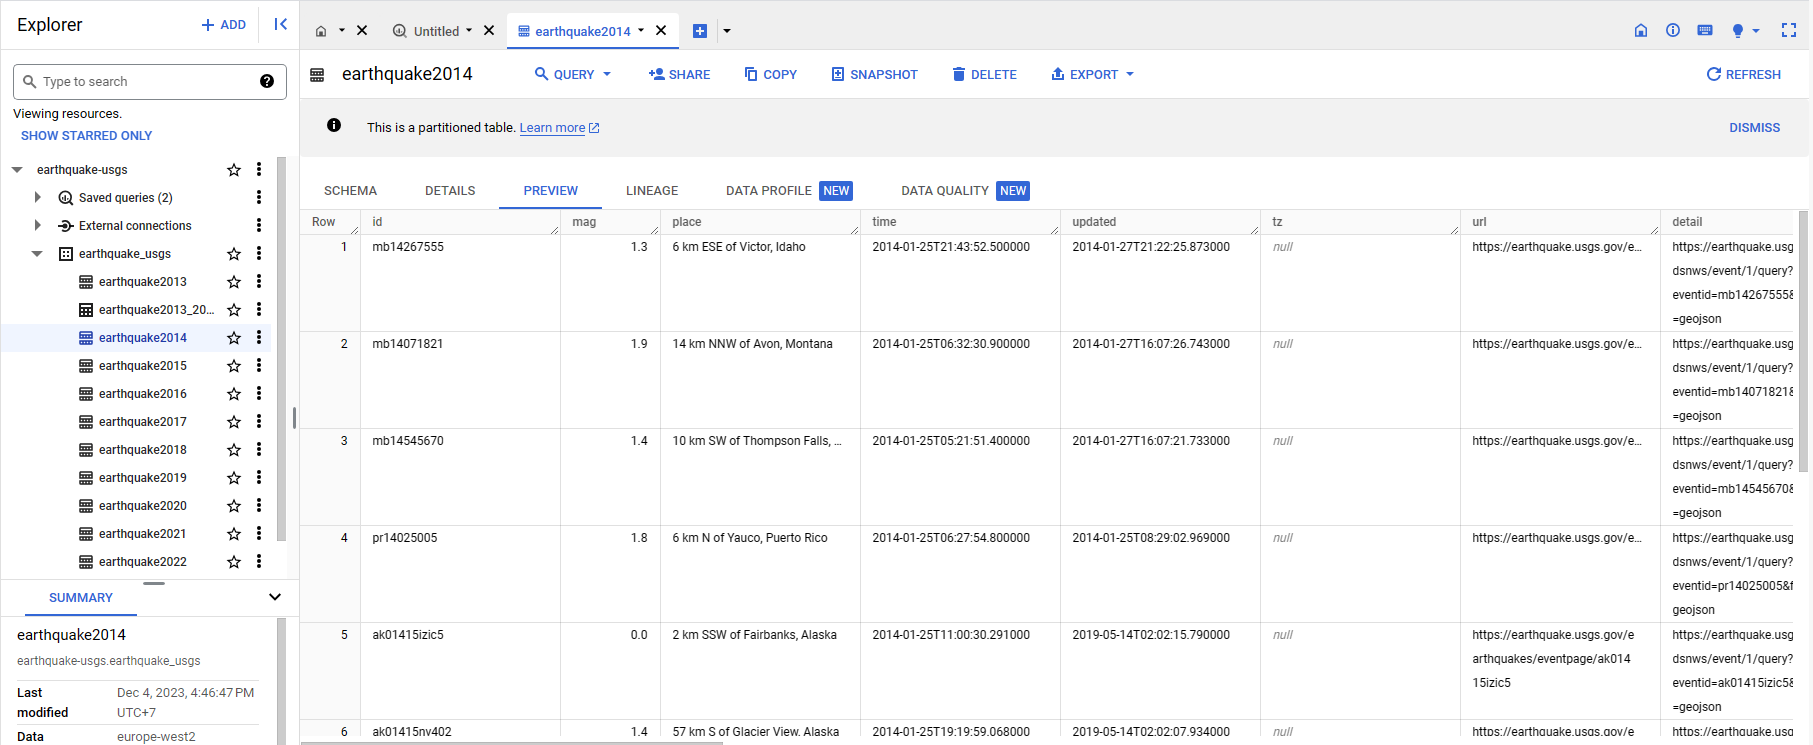 Explorer
ADD
Type to search
Viewing resources.
SHOW STARRED ONLY
earthquake-usgs
Saved queries (2)
External connections
earthquake_usgs
earthquake2013
earthquake2013_20...
earthquake2014
earthquake2015
earthquake2016
earthquake2017
earthquake2018
earthquake2019
earthquake2020
earthquake2021
earthquake2022
SUMMARY
earthquake2014
earthquake-usgs.earthquake_usgs
Last modified Dec 4, 2023, 4:46:47 PM UTC+7
Data europe-west2
Untitled
earthquake2014
earthquake2014
QUERY SHARE COPY SNAPSHOT DELETE EXPORT REFRESH
This is a partitioned table. Learn more DISMISS
SCHEMA DETAILS PREVIEW LINEAGE DATA PROFILE NEW DATA QUALITY NEW
Row id mag place time updated tz url detail
1 mb14267555 1.3 6 km ESE of Victor, Idaho 2014-01-25T21:43:52.500000 2014-01-27T21:22:25.873000 null https://earthquake.usgs.gov/e... https://earthquake.usg
dsnws/event/1/query?
eventid=mb14267555&
=geojson
2 mb14071821 1.9 14 km NNW of Avon, Montana 2014-01-25T06:32:30.900000 2014-01-27T16:07:26.743000 null https://earthquake.usgs.gov/e... https://earthquake.usg
dsnws/event/1/query?
eventid=mb14071821&
=geojson
3 mb14545670 1.4 10 km SW of Thompson Falls, ... 2014-01-25T05:21:51.400000 2014-01-27T16:07:21.733000 null https://earthquake.usgs.gov/e... https://earthquake.usg
dsnws/event/1/query?
eventid=mb14545670&
=geojson
4 pr14025005 1.8 6 km N of Yauco, Puerto Rico 2014-01-25T06:27:54.800000 2014-01-25T08:29:02.969000 null https://earthquake.usgs.gov/e... https://earthquake.usg
dsnws/event/1/query?
eventid=pr14025005&f
geojson
5 ak01415izic5 0.0 2 km SSW of Fairbanks, Alaska 2014-01-25T11:00:30.291000 2019-05-14T02:02:15.790000 null https://earthquake.usgs.gov/e https://earthquake.usg
arthquakes/eventpage/ak014 dsnws/event/1/query?
15izic5 eventid=ak01415izic5&
=geojson
6 ak01415nv402 1.4 57 km S of Glacier View, Alaska 2014-01-25T19:19:59.068000 2019-05-14T02:02:07.934000 null https://earthquake.usgs.gov/e https://earthquake.usg